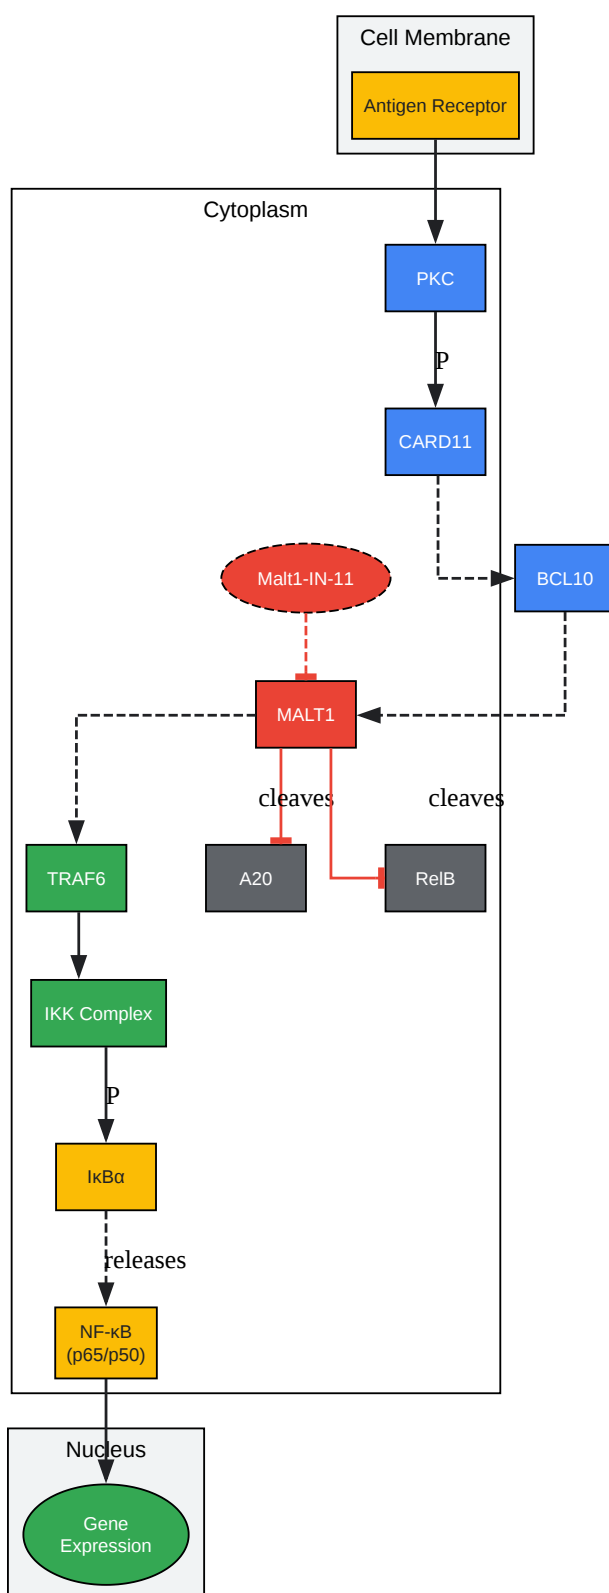 Cell Membrane
Antigen Receptor
Cytoplasm
PKC
P
CARD11
Malt1-IN-11
BCL10
MALT1
cleaves
cleaves
TRAF6
A20
RelB
IKK Complex
P
IκBα
releases
NF-κB
(p65/p50)
Nucleus
Gene
Expression